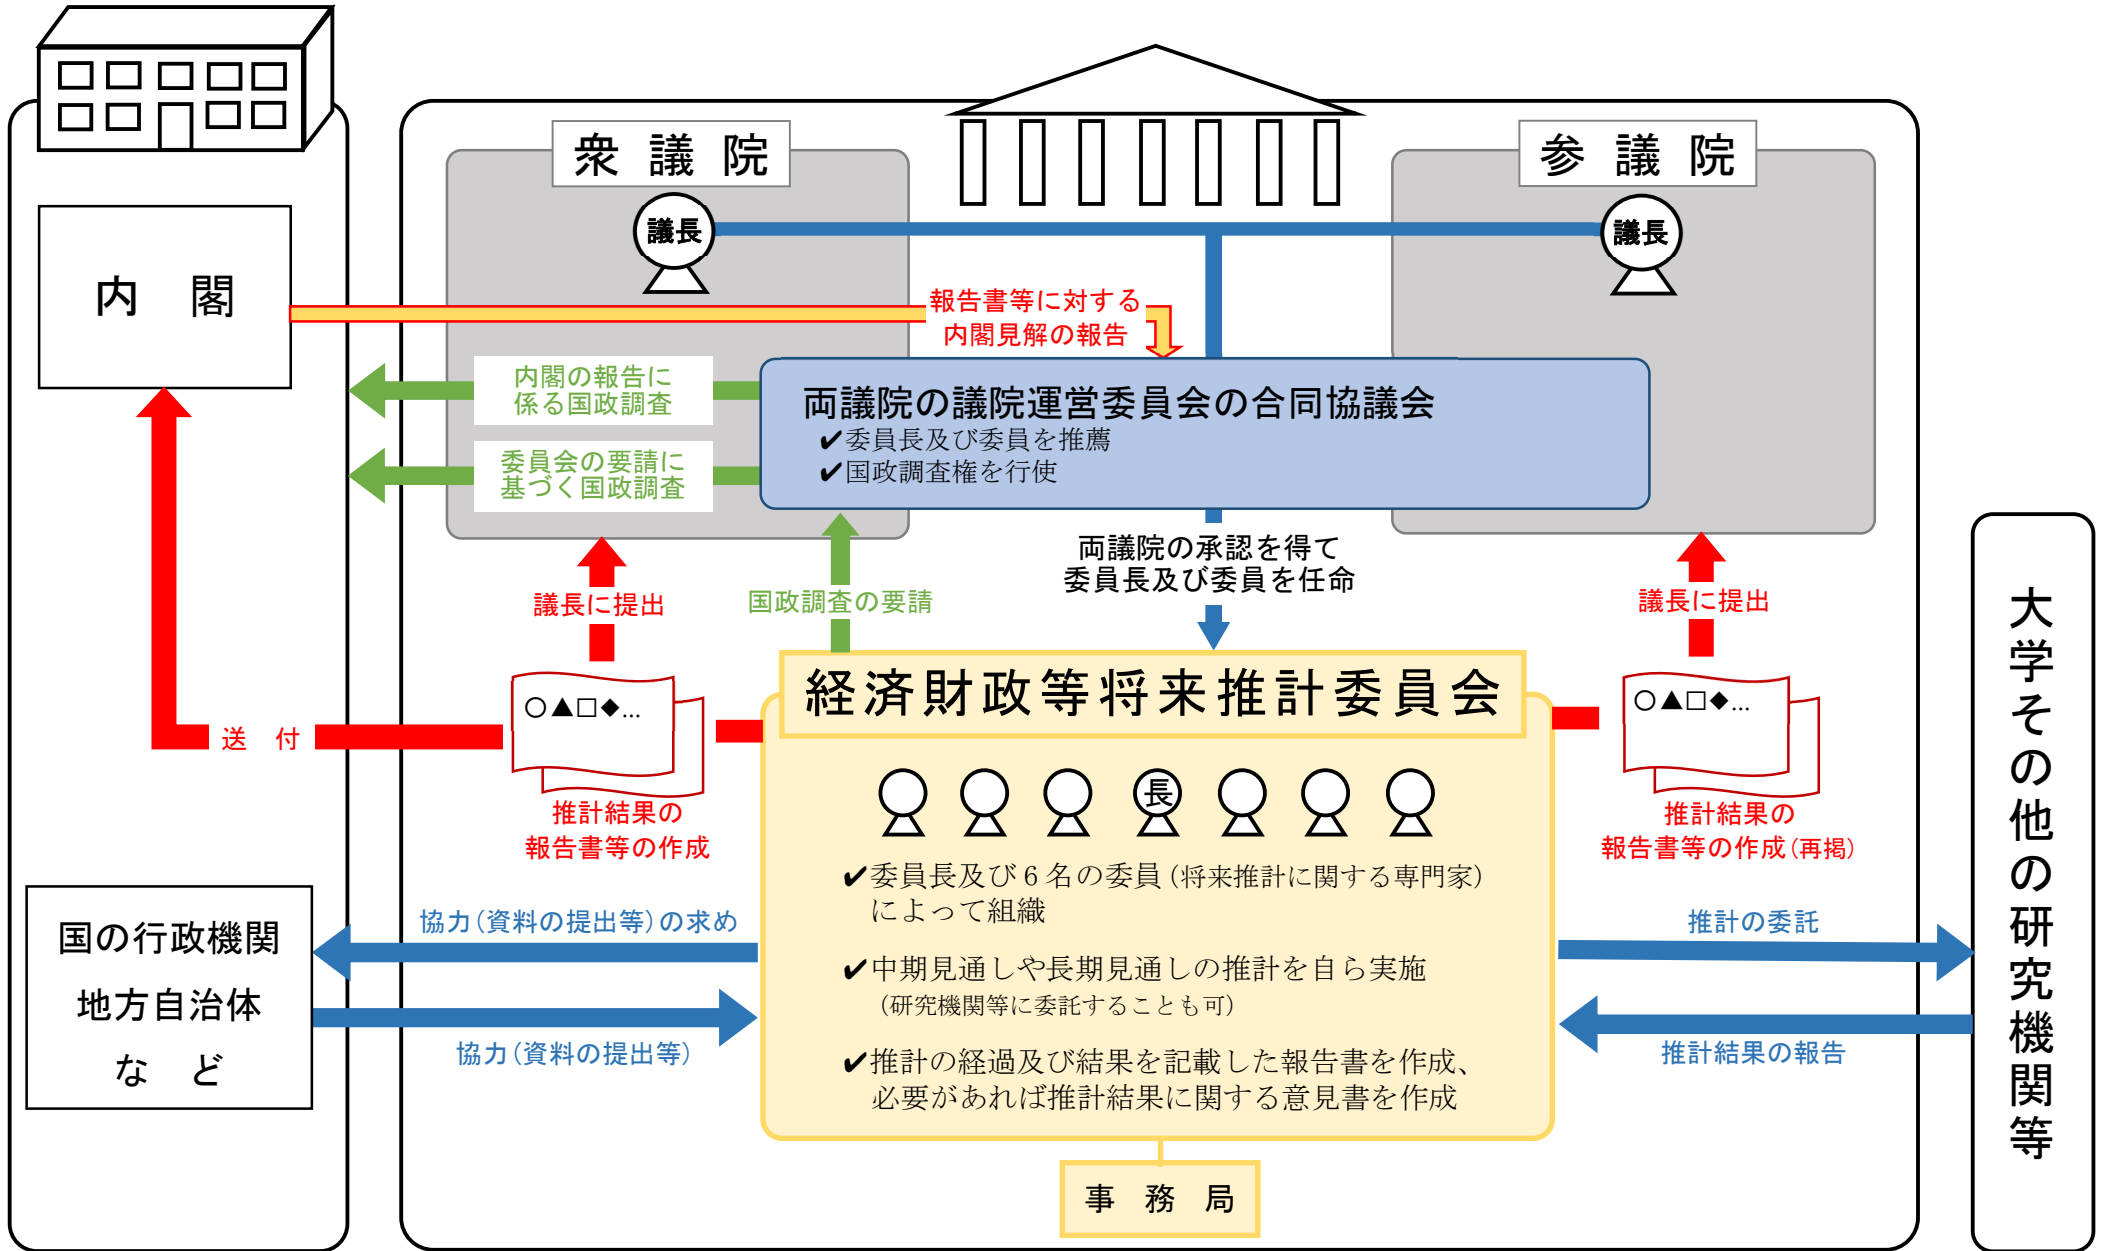 衆議院
参議院
議長
議長
内閣
報告書等に対する
内閣見解の報告
内閣の報告に
係る国政調査
委員会の要請に
基づく国政調査
両議院の議院運営委員会の合同協議会
✔委員長及び委員を推薦
✔国政調査権を行使
両議院の承認を得て
委員長及び委員を任命
議長に提出
国政調査の要請
議長に提出
経済財政等将来推計委員会
○▲□◆…
○▲□◆…
送付
推計結果の
報告書等の作成
推計結果の
報告書等の作成(再掲)
長
✔委員長及び6名の委員(将来推計に関する専門家)
によって組織
✔中期見通しや長期見通しの推計を自ら実施
(研究機関等に委託することも可)
✔推計の経過及び結果を記載した報告書を作成、
必要があれば推計結果に関する意見書を作成
国の行政機関
地方自治体
など
協力(資料の提出等)の求め
協力(資料の提出等)
推計の委託
推計結果の報告
大学その他の研究機関等
事務局